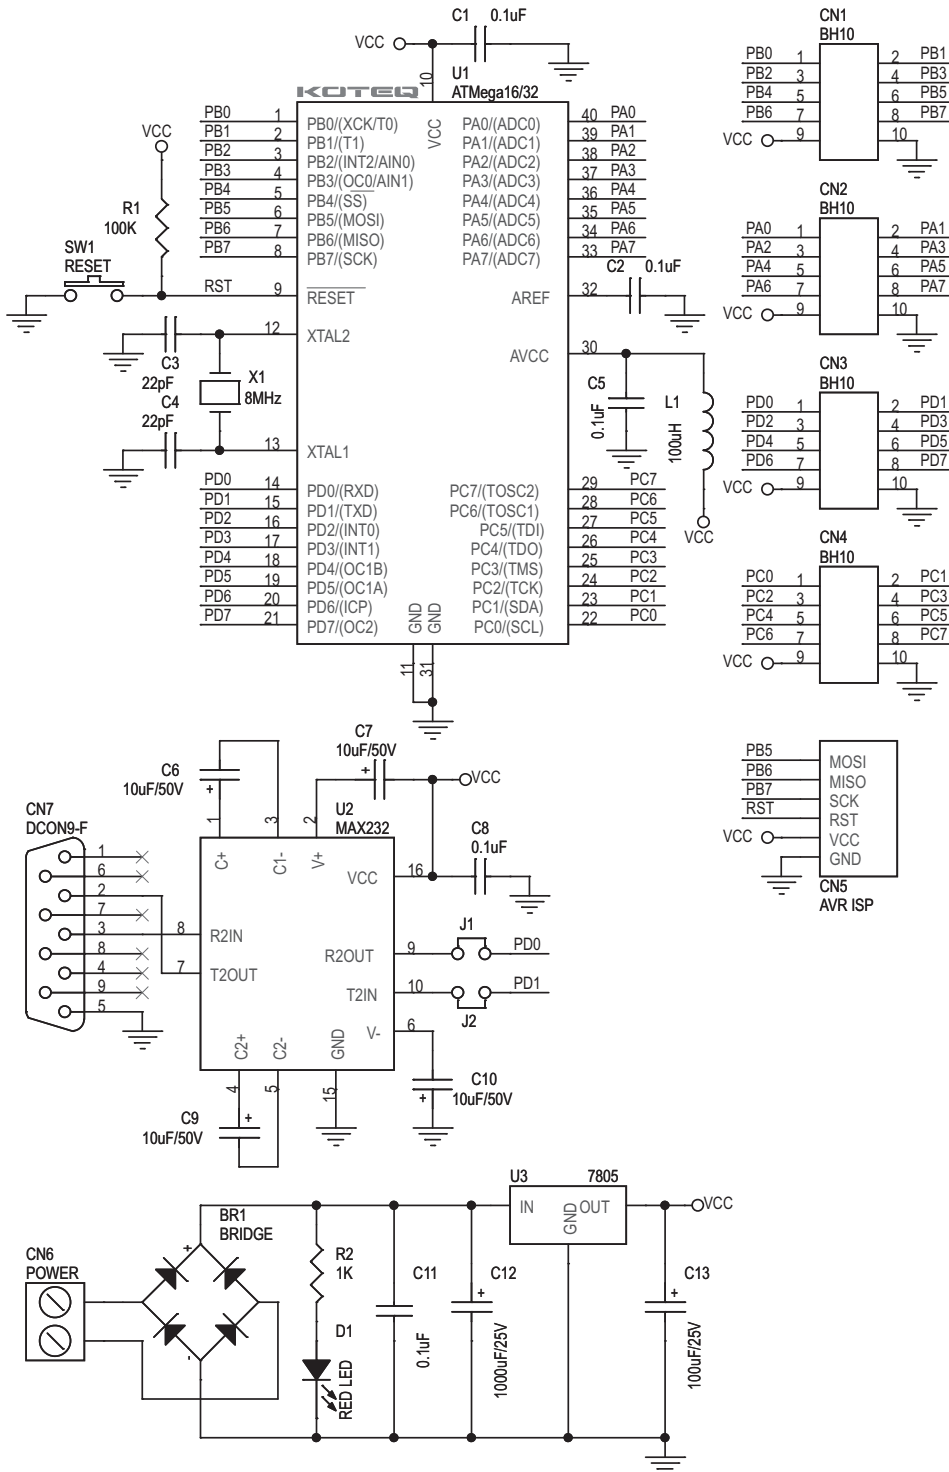 C1 0.1uF
VCC
10
U1
KOTEQ ATMega16/32
VCC
PB0 1 PB0/(XCK/T0) PA0/(ADC0) 40 PA0
PB1 2 PB1/(T1) PA1/(ADC1) 39 PA1
PB2 3 PB2/(INT2/AIN0) PA2/(ADC2) 38 PA2
PB3 4 PB3/(OC0/AIN1) PA3/(ADC3) 37 PA3
PB4 5 PB4/(SS) PA4/(ADC4) 36 PA4
PB5 6 PB5/(MOSI) PA5/(ADC5) 35 PA5
PB6 7 PB6/(MISO) PA6/(ADC6) 34 PA6
PB7 8 PB7/(SCK) PA7/(ADC7) 33 PA7
VCC
R1
100K
SW1
RESET
RST 9 RESET
C2 0.1uF
AREF 32
12 XTAL2
C3
22pF
X1
8MHz
C4
22pF
13 XTAL1
AVCC 30
C5
0.1uF
L1
100uH
VCC
PD0 14 PD0/(RXD) PC7/(TOSC2) 29 PC7
PD1 15 PD1/(TXD) PC6/(TOSC1) 28 PC6
PD2 16 PD2/(INT0) PC5/(TDI) 27 PC5
PD3 17 PD3/(INT1) PC4/(TDO) 26 PC4
PD4 18 PD4/(OC1B) PC3/(TMS) 25 PC3
PD5 19 PD5/(OC1A) PC2/(TCK) 24 PC2
PD6 20 PD6/(ICP) PC1/(SDA) 23 PC1
PD7 21 PD7/(OC2) PC0/(SCL) 22 PC0
GND GND
11 31
CN1
BH10
PB0 1 2 PB1
PB2 3 4 PB3
PB4 5 6 PB5
PB6 7 8 PB7
VCC 9 10
CN2
BH10
PA0 1 2 PA1
PA2 3 4 PA3
PA4 5 6 PA5
PA6 7 8 PA7
VCC 9 10
CN3
BH10
PD0 1 2 PD1
PD2 3 4 PD3
PD4 5 6 PD5
PD6 7 8 PD7
VCC 9 10
CN4
BH10
PC0 1 2 PC1
PC2 3 4 PC3
PC4 5 6 PC5
PC6 7 8 PC7
VCC 9 10
PB5 MOSI
PB6 MISO
PB7 SCK
RST RST
VCC VCC
GND
CN5
AVR ISP
C7
10uF/50V
+
VCC
C6
10uF/50V
+
1 3 2
U2
MAX232
C+ C1- V+
VCC 16
C8
0.1uF
CN7
DCON9-F
1
6
2
7
3
8
4
9
5
8 R2IN
7 T2OUT
R2OUT 9
J1
PD0
T2IN 10
PD1
J2
V- 6
C2+ C2- GND
4 5 15
C9
10uF/50V
+
C10
10uF/50V
+
U3 7805
IN GND OUT
VCC
BR1
BRIDGE
+
-
CN6
POWER
R2
1K
D1
RED LED
C11
0.1uF
C12
+
1000uF/25V
C13
+
100uF/25V